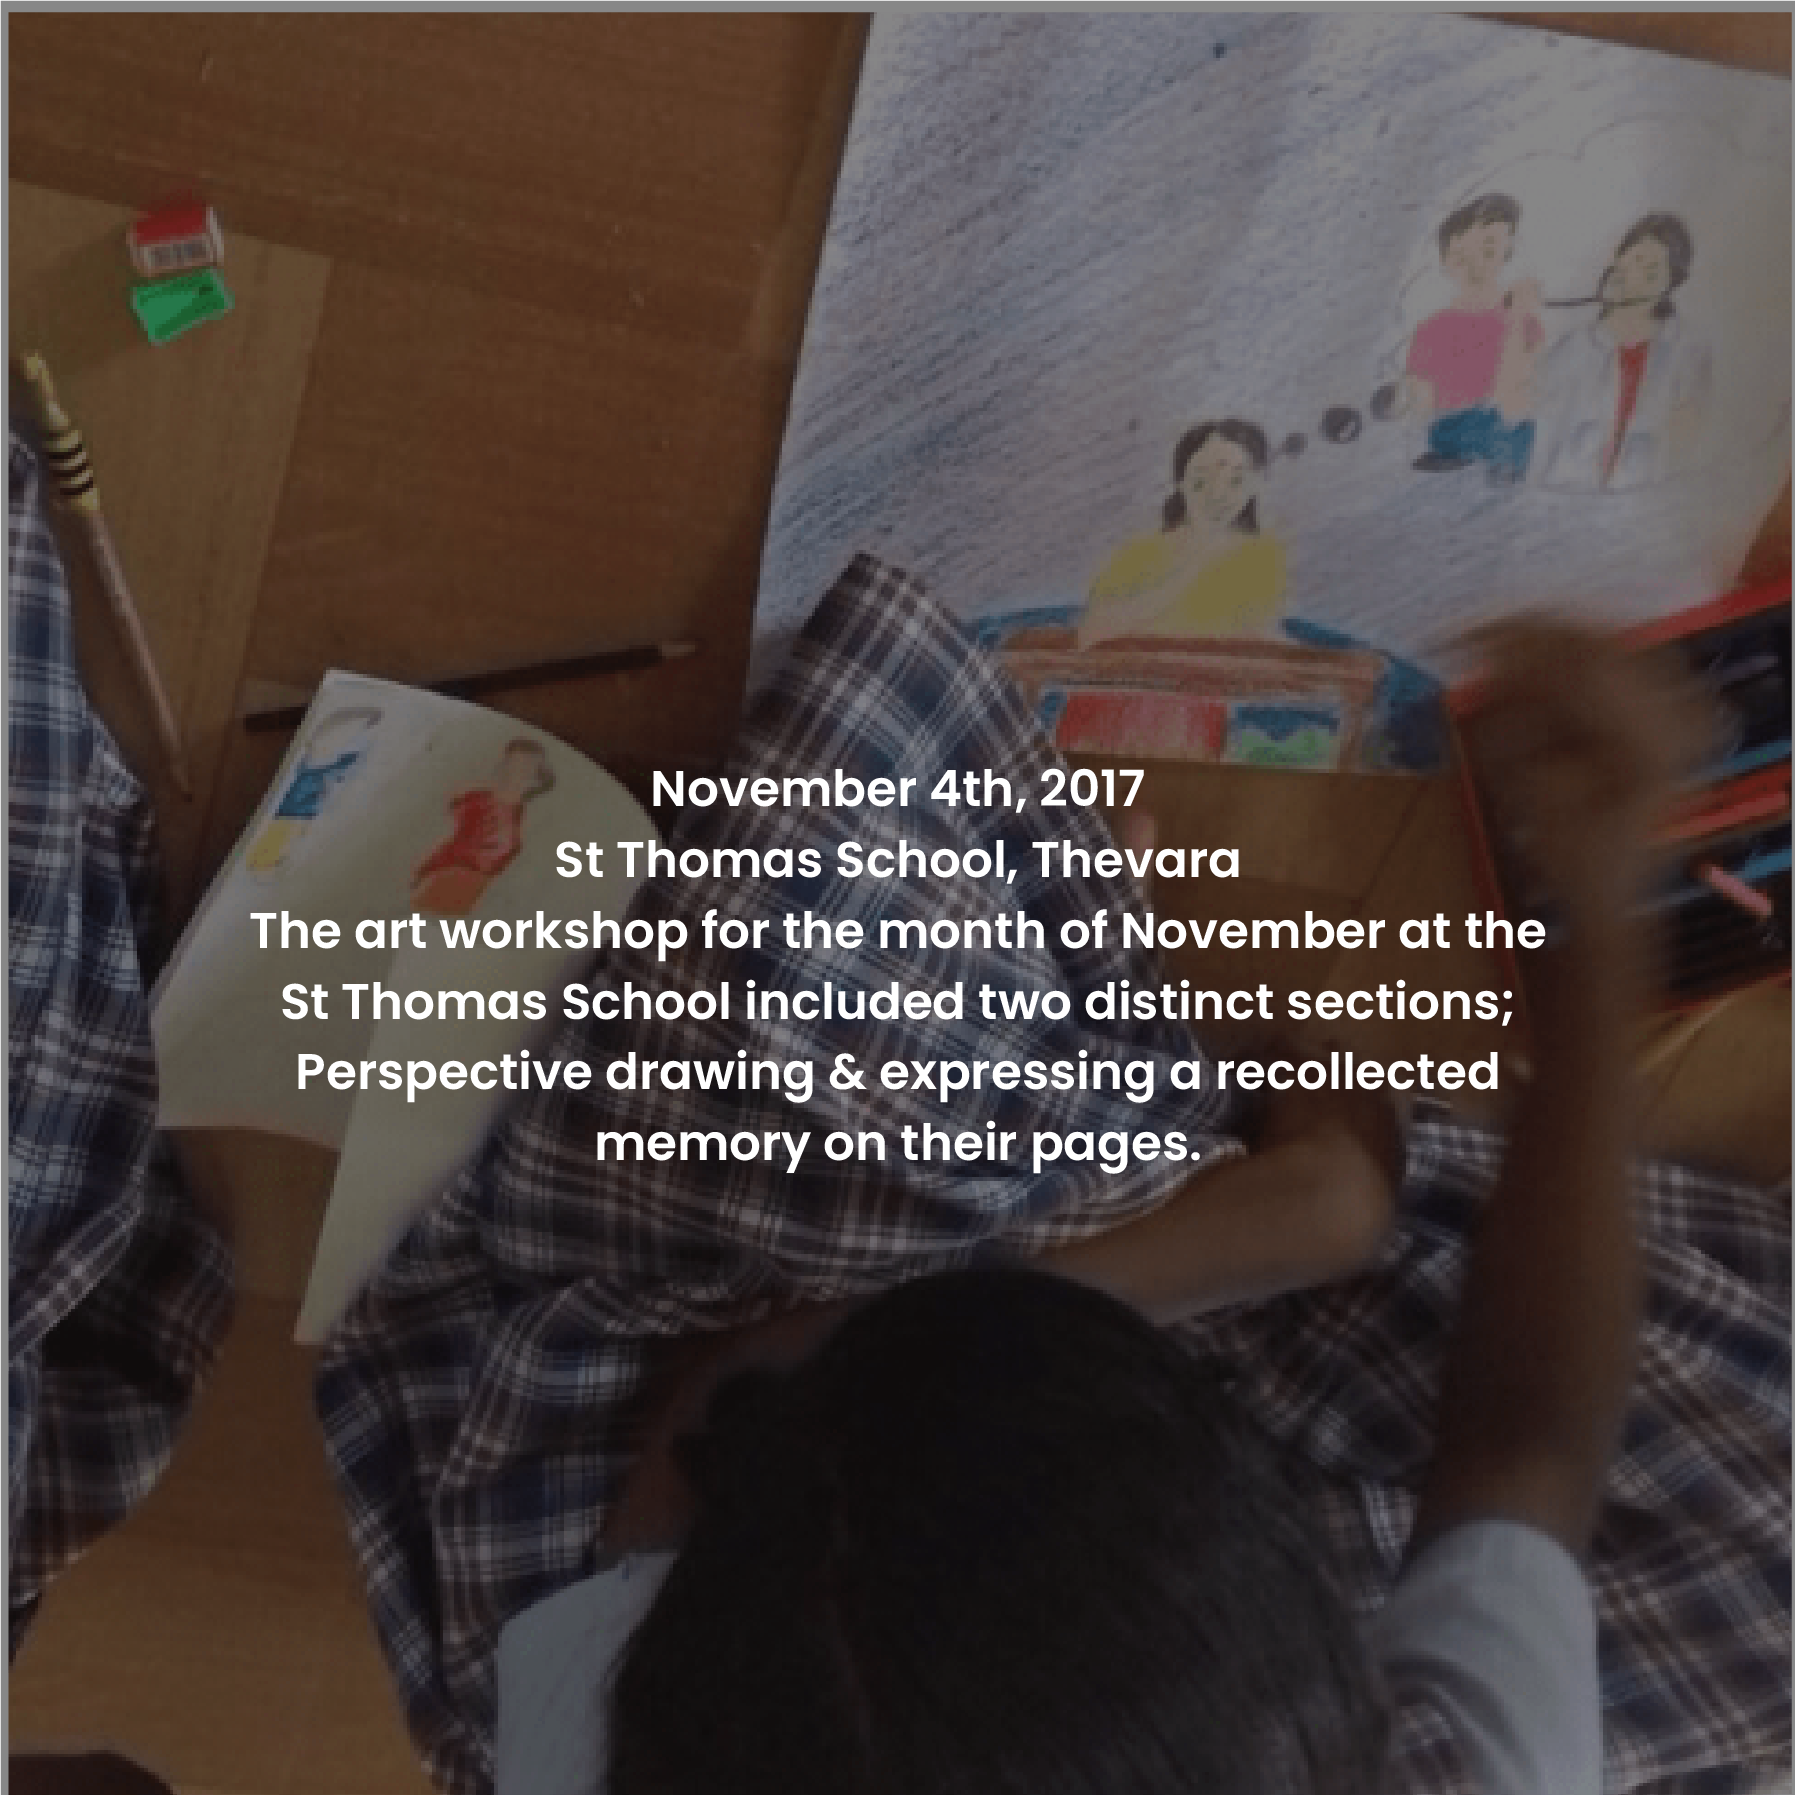 November 4th, 2017
St Thomas School, Thevara
The art workshop for the month of November at the
St Thomas School included two distinct sections;
Perspective drawing & expressing a recollected
memory on their pages.